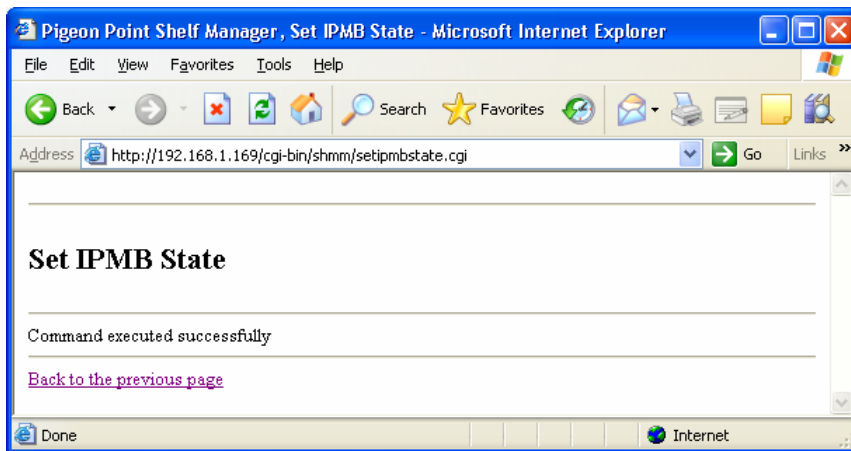 Pigeon Point Shelf Manager, Set IPMB State - Microsoft Internet Explorer
File Edit View Favorites Tools Help
Back Search Favorites
Address http://192.168.1.169/cgi-bin/shmm/setipmbstate.cgi Go Links »
Set IPMB State
Command executed successfully
Back to the previous page
Done Internet